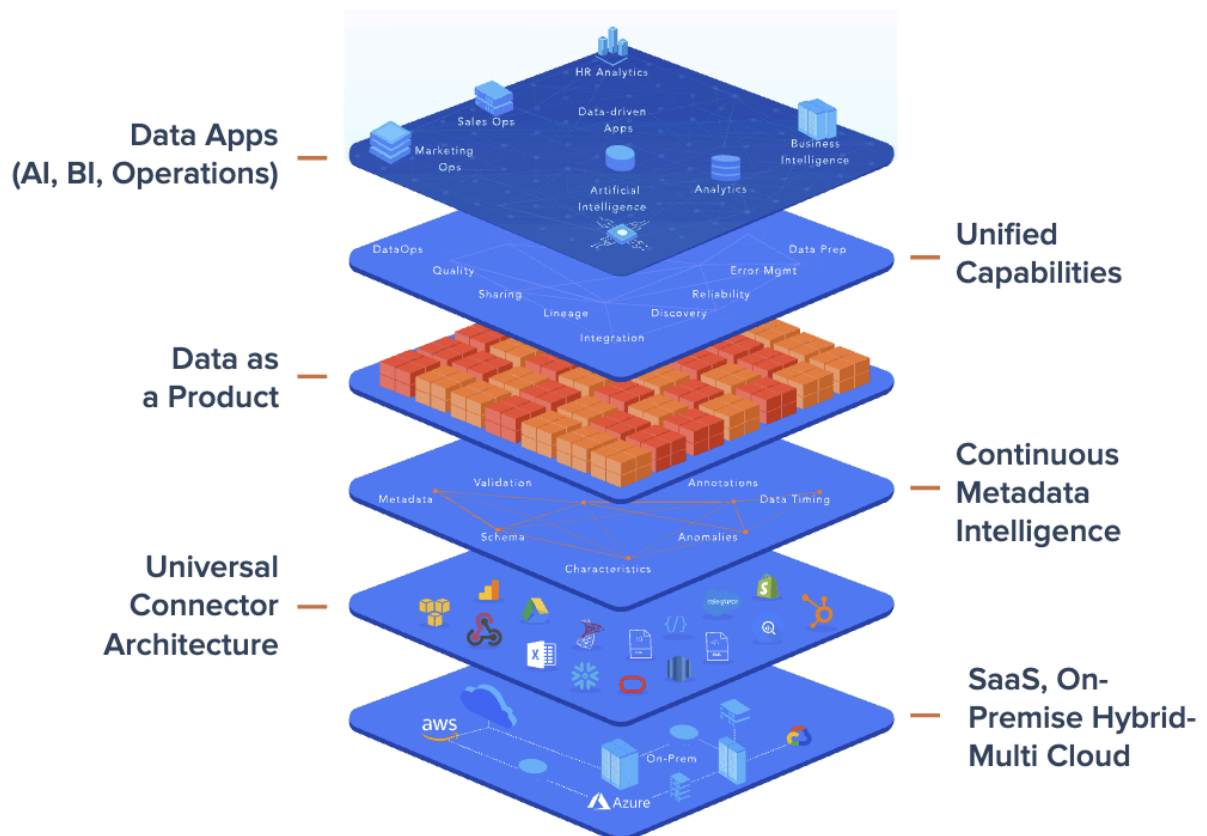 HR Analytics
Sales Ops
Data-driven
Apps
Marketing
Ops
Business
Intelligence
Analytics
Artificial
Intelligence
Data Apps
(AI, BI, Operations)
DataOps
Data Prep
Quality
Error Mgmt
Sharing
Reliability
Lineage
Discovery
Integration
Unified
Capabilities
Data as
a Product
Validation
Annotations
Metadata
Data Timing
Schema
Anomalies
Characteristics
Continuous
Metadata
Intelligence
Universal
Connector
Architecture
salesforce
X
aws
On-Prem
Azure
SaaS, On-
Premise Hybrid-
Multi Cloud